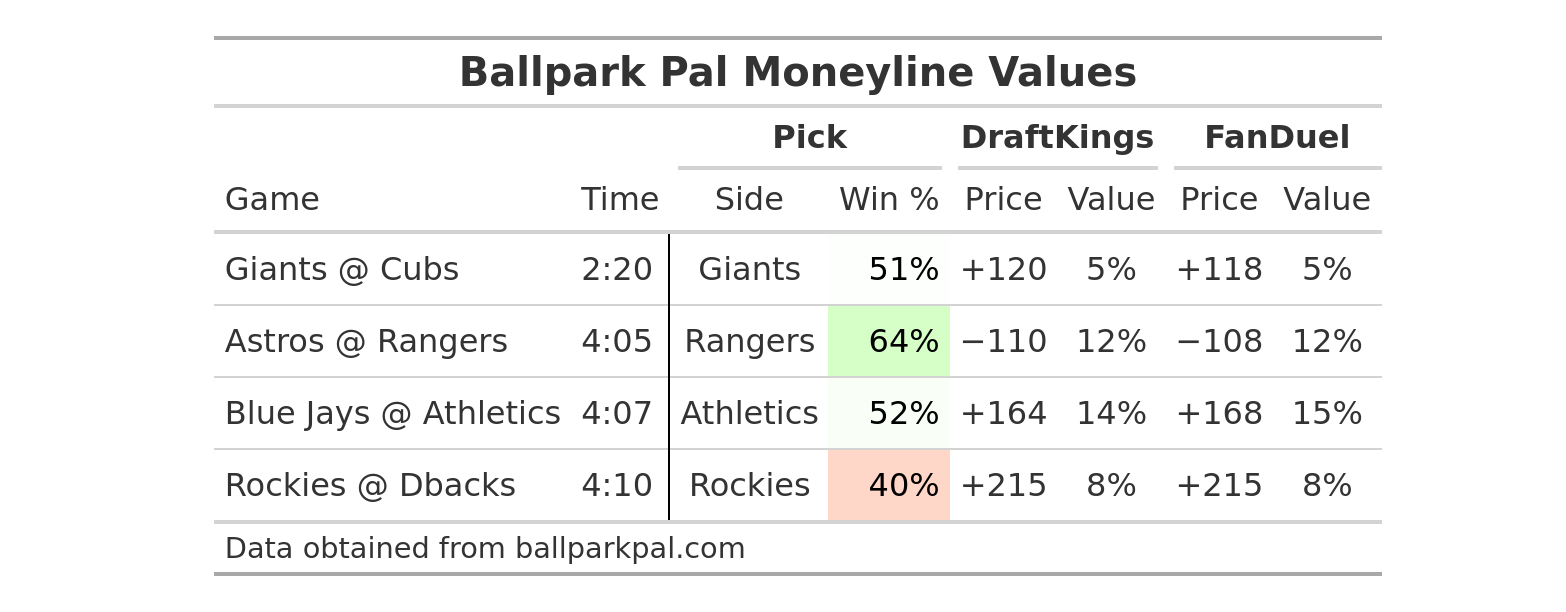 Ballpark Pal Moneyline Values
Pick DraftKings FanDuel
Game Time Side Win % Price Value Price Value
Giants @ Cubs 2:20 Giants 51% +120 5% +118 5%
Astros @ Rangers 4:05 Rangers 64% −110 12% −108 12%
Blue Jays @ Athletics 4:07 Athletics 52% +164 14% +168 15%
Rockies @ Dbacks 4:10 Rockies 40% +215 8% +215 8%
Data obtained from ballparkpal.com